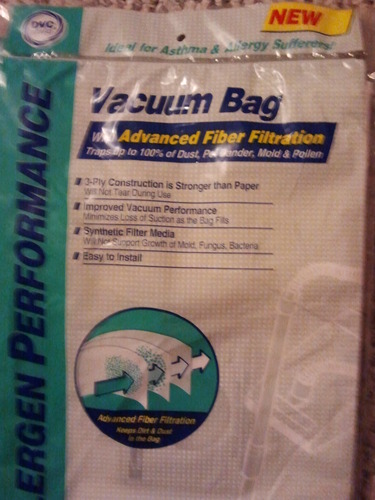 DVC
NEW
Ideal for Asthma & Allergy Sufferers!
Vacuum Bag
With Advanced Fiber Filtration
Traps up to 100% of Dust, Pet Dander, Mold & Pollen
3-Ply Construction is Stronger than Paper
Will Not Tear During Use
Improved Vacuum Performance
Minimizes Loss of Suction as the Bag Fills
Synthetic Filter Media
Will Not Support Growth of Mold, Fungus, Bacteria
Easy to Install
Advanced Fiber Filtration
Keeps Dirt & Dust
in the Bag
LERGEN PERFORMANCE